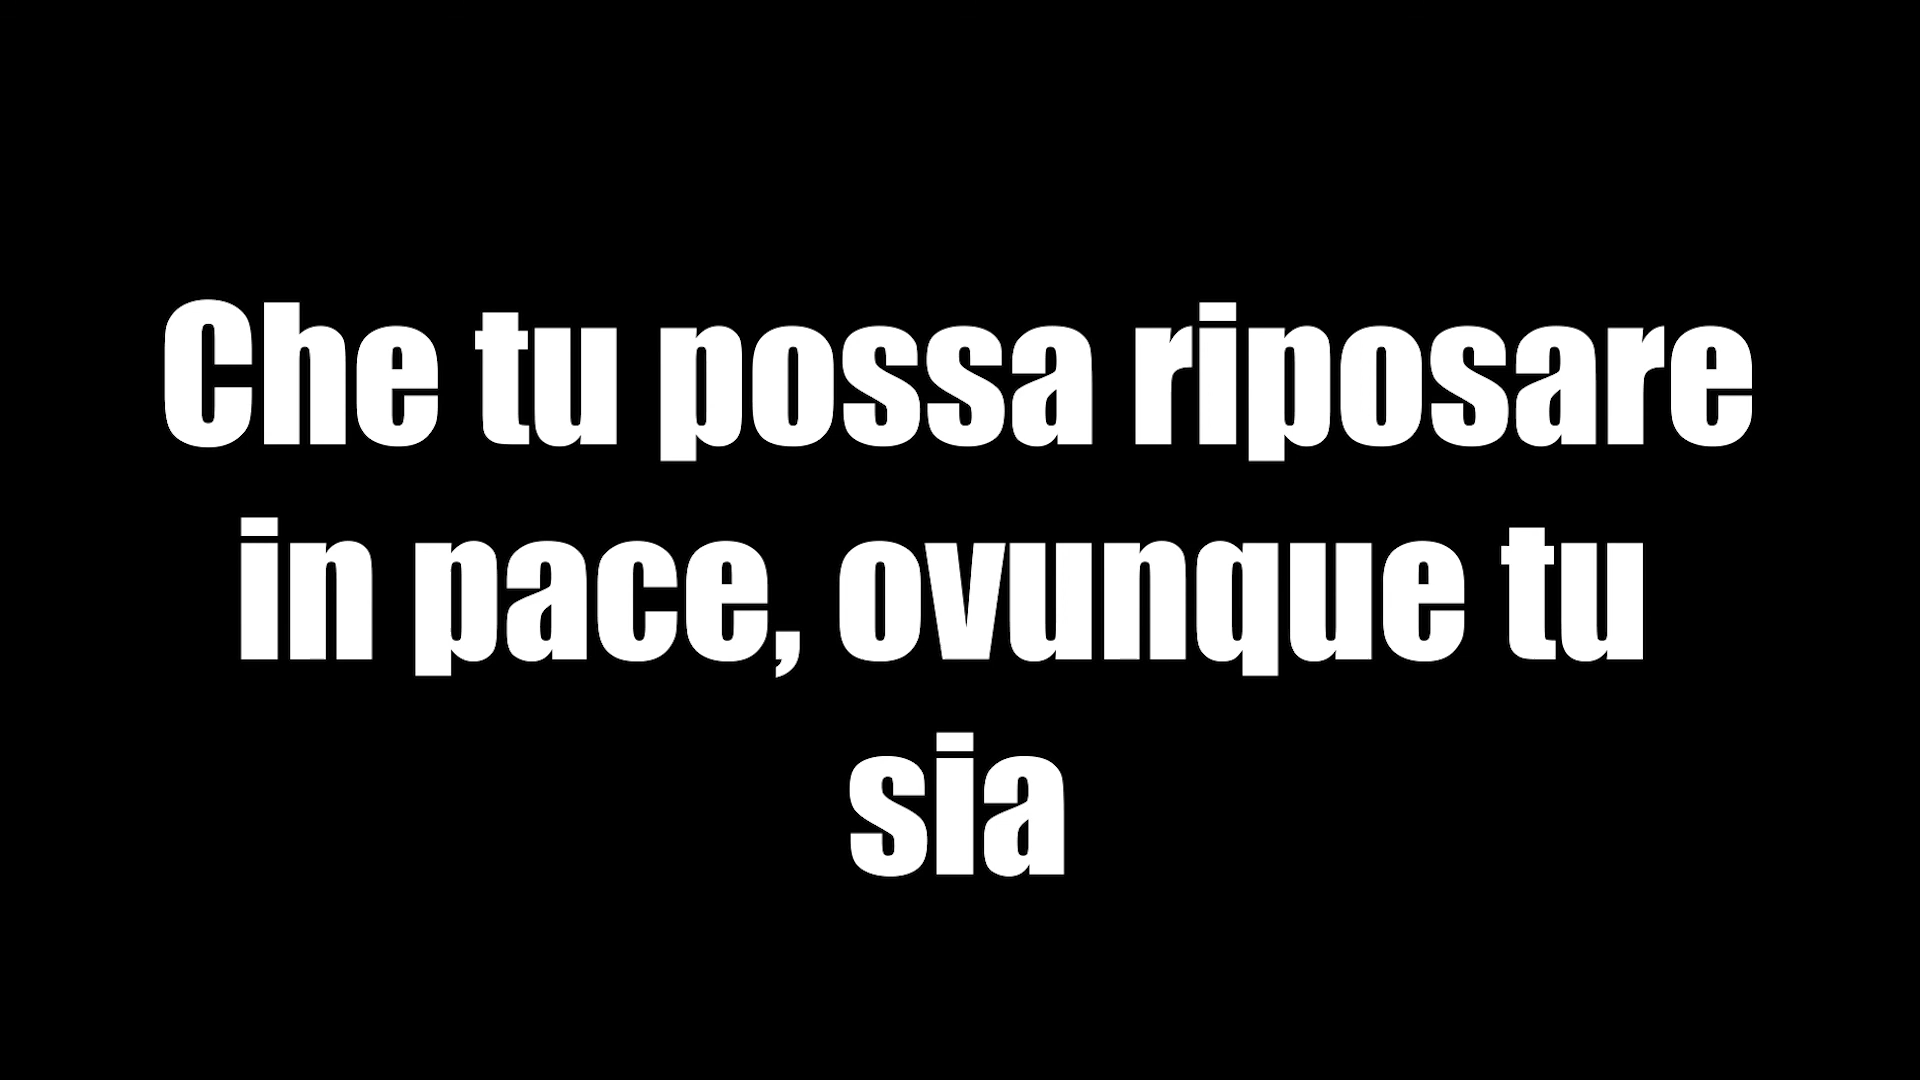 Che tu possa riposare
in pace, ovunque tu
sia